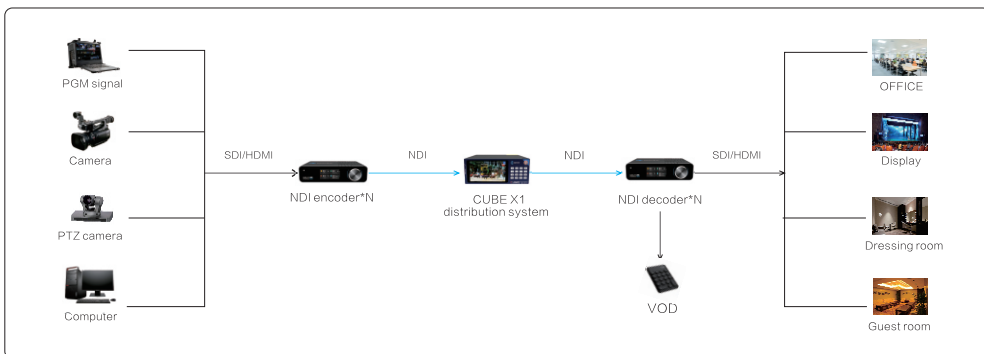 PGM signal
Camera
PTZ camera
Computer
SDI/HDMI
NDI encoder*N
NDI
CUBE X1
distribution system
NDI
NDI decoder*N
VOD
SDI/HDMI
OFFICE
Display
Dressing room
Guest room